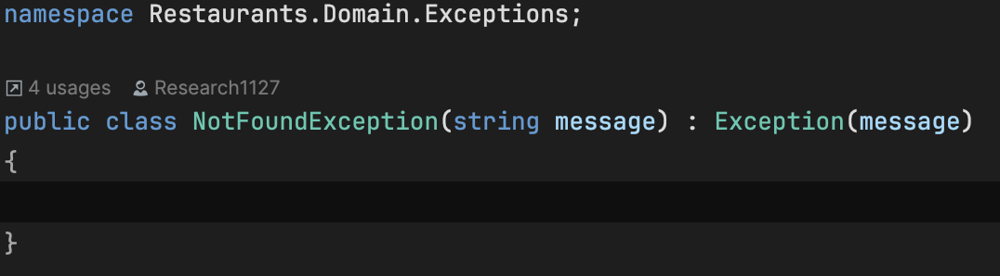 namespace Restaurants.Domain.Exceptions;
4 usages Research1127
public class NotFoundException(string message) : Exception(message)
{
}